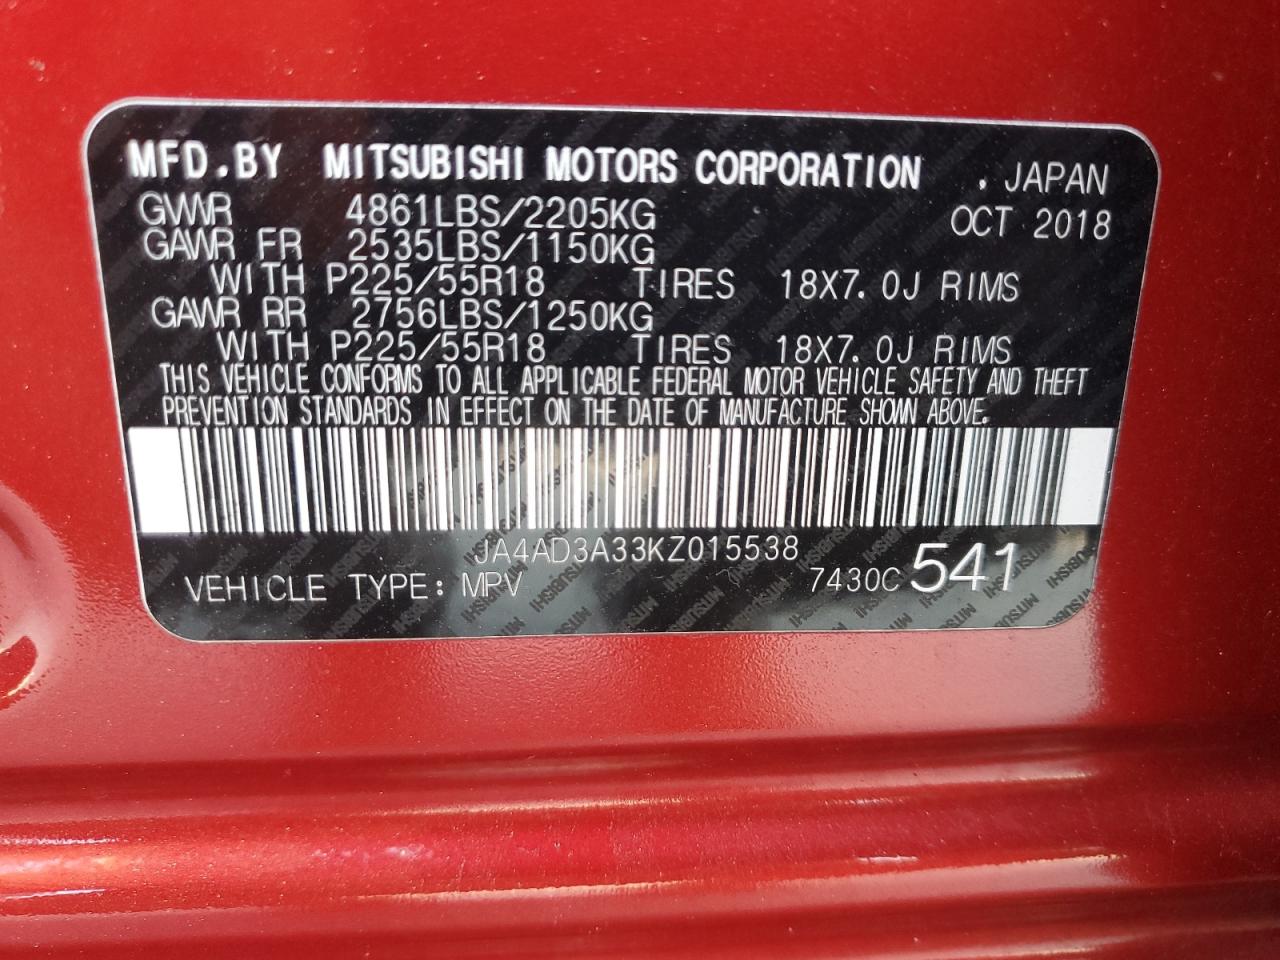 MFD.BY MITSUBISHI MOTORS CORPORATION . JAPAN
GWVR 4861LBS/2205KG OCT 2018
GAWR FR 2535LBS/1150KG
WITH P225/55R18 TIRES 18X7.0J RIMS
GAWR RR 2756LBS/1250KG
WITH P225/55R18 TIRES 18X7.0J RIMS
THIS VEHICLE CONFORMS TO ALL APPLICABLE FEDERAL MOTOR VEHICLE SAFETY AND THEFT
PREVENTION STANDARDS IN EFFECT ON THE DATE OF MANUFACTURE SHOWN ABOVE.
JA4AD3A33KZ015538
VEHICLE TYPE: MPV 7430C 541